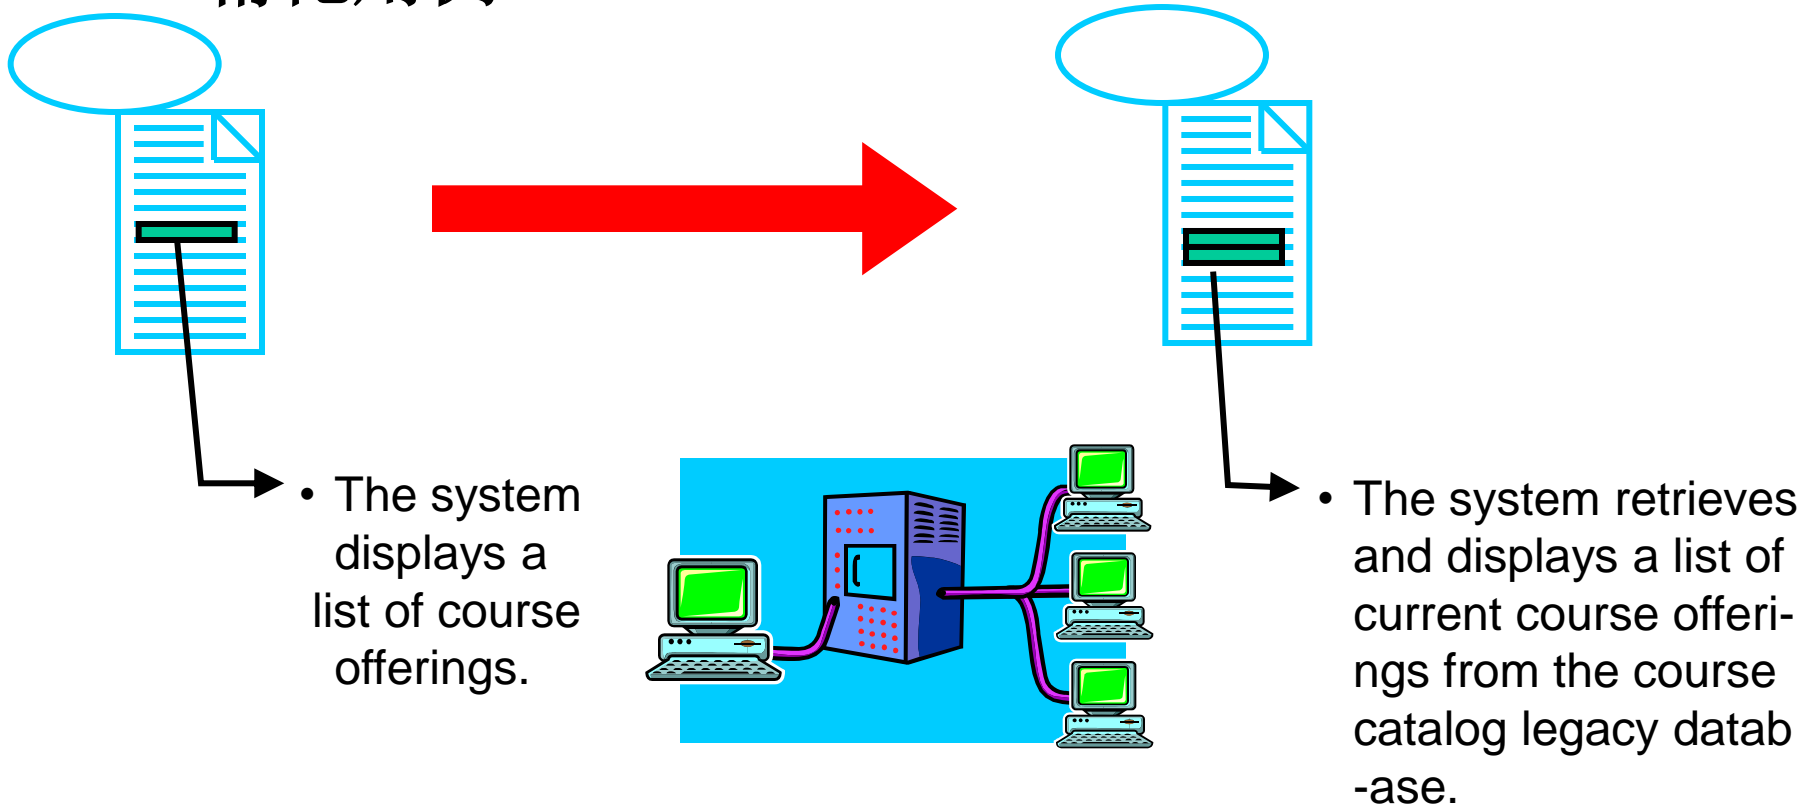 • The system
displays a
list of course
offerings.
• The system retrieves
and displays a list of
current course offeri-
ngs from the course
catalog legacy datab
-ase.